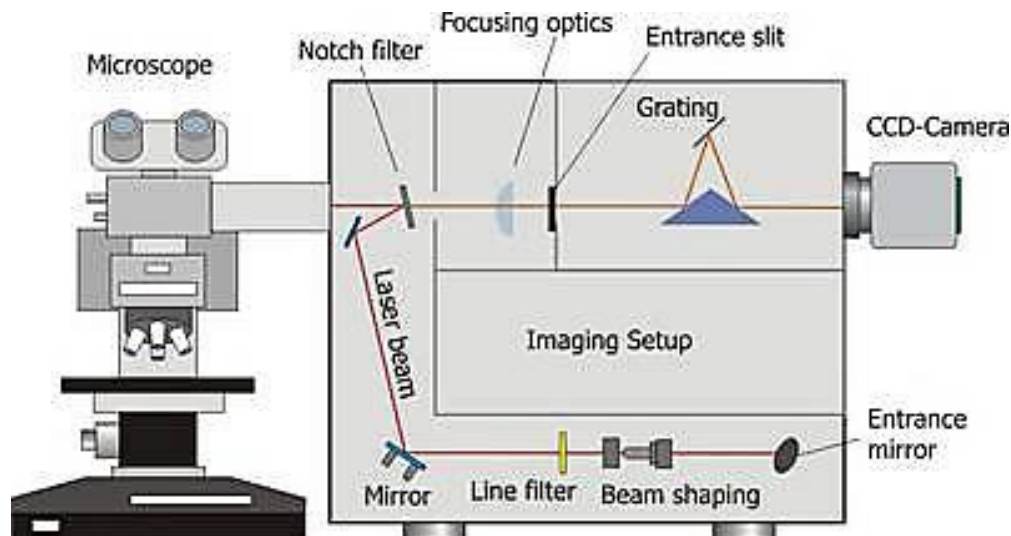 Focusing optics
Notch filter
Entrance slit
Microscope
Grating
CCD-Camera
Laser beam
Imaging Setup
Entrance
mirror
Mirror
Line filter
Beam shaping